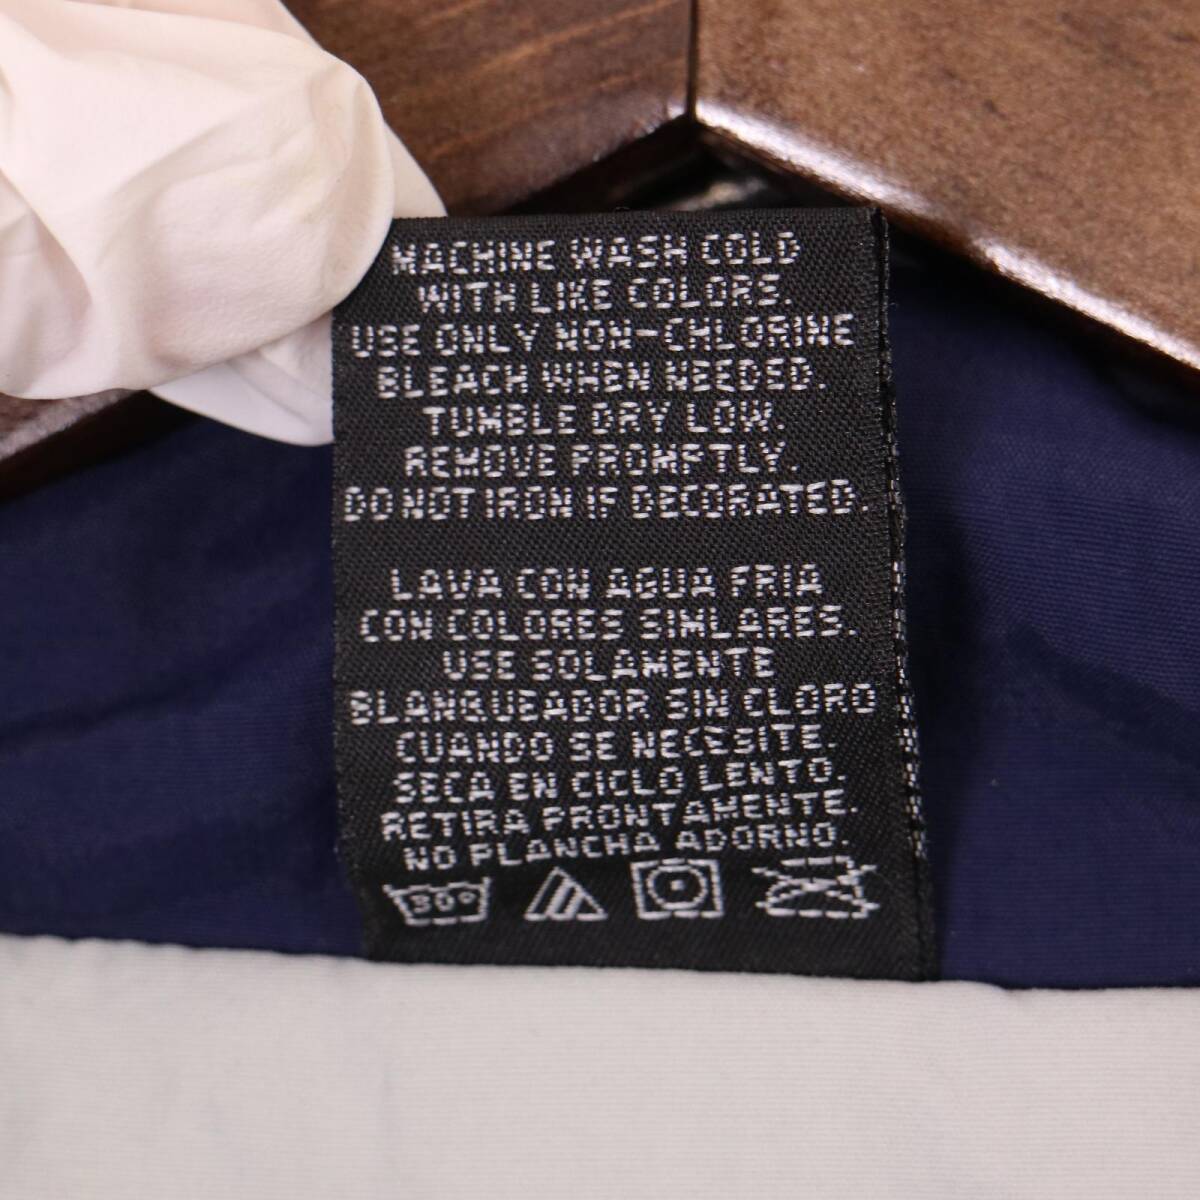 MACHINE WASH COLD
WITH LIKE COLORS.
USE ONLY NON-CHLORINE
BLEACH WHEN NEEDED.
TUMBLE DRY LOW.
REMOVE PROMPTLY.
DO NOT IRON IF DECORATED.
LAVA CON AGUA FRIA
CON COLORES SIMLARES.
USE SOLAMENTE
BLANQUEADOR SIN CLORO
CUANDO SE NECESITE.
SECA EN CICLO LENTO.
RETIRA PRONTAMENTE.
NO PLANCHA ADORNO.
30°